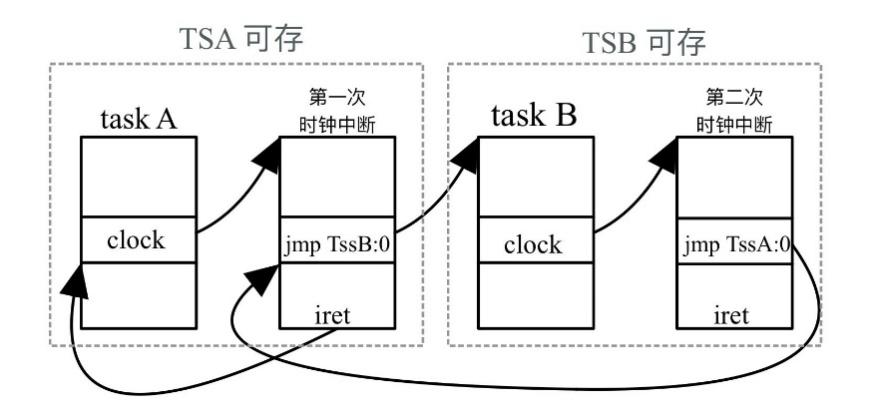 TSA 可存
TSB 可存
task A
第一次
时钟中断
task B
第二次
时钟中断
clock
jmp TssB:0
clock
jmp TssA:0
iret
iret